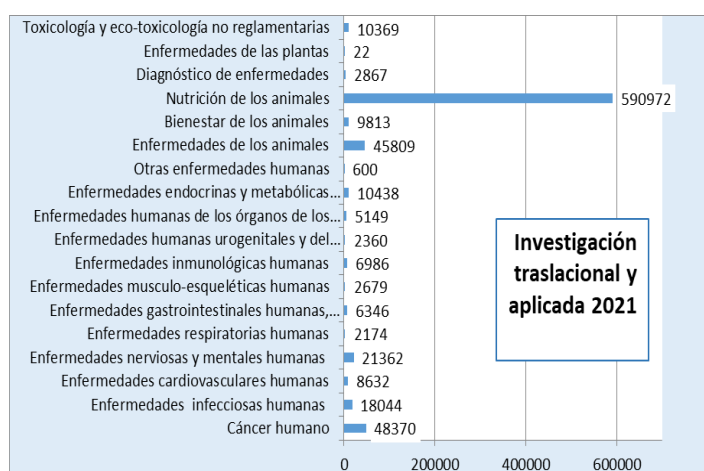 Toxicología y eco-toxicología no reglamentarias 10369
Enfermedades de las plantas 22
Diagnóstico de enfermedades 2867
Nutrición de los animales 590972
Bienestar de los animales 9813
Enfermedades de los animales 45809
Otras enfermedades humanas 600
Enfermedades endocrinas y metabólicas... 10438
Enfermedades humanas de los órganos de los... 5149
Enfermedades humanas urogenitales y del... 2360
Enfermedades inmunológicas humanas 6986
Enfermedades musculo-esqueléticas humanas 2679
Enfermedades gastrointestinales humanas,... 6346
Enfermedades respiratorias humanas 2174
Enfermedades nerviosas y mentales humanas 21362
Enfermedades cardiovasculares humanas 8632
Enfermedades infecciosas humanas 18044
Cáncer humano 48370
0 200000 400000 600000
Investigación
traslacional y
aplicada 2021